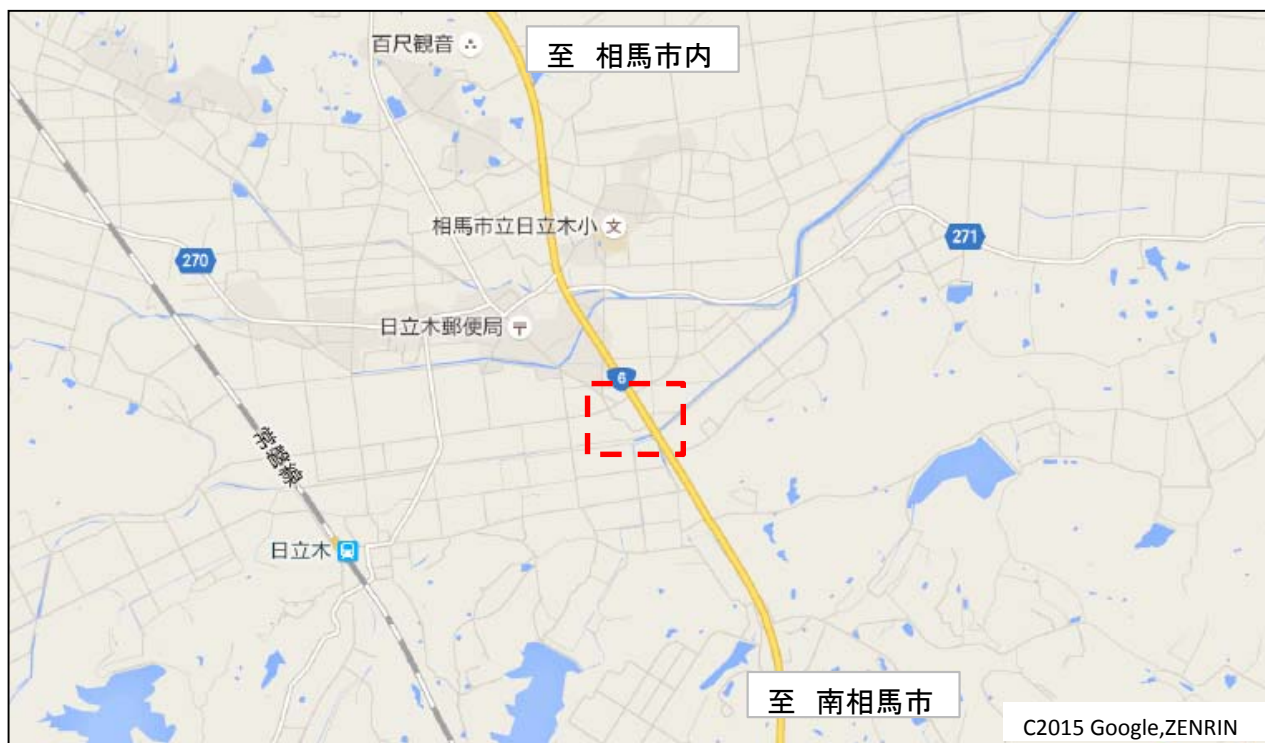 百尺観音
至 相馬市内
相馬市立日立木小
文
271
270
日立木郵便局
〒
6
常磐線
日立木
至 南相馬市
C2015 Google,ZENRIN